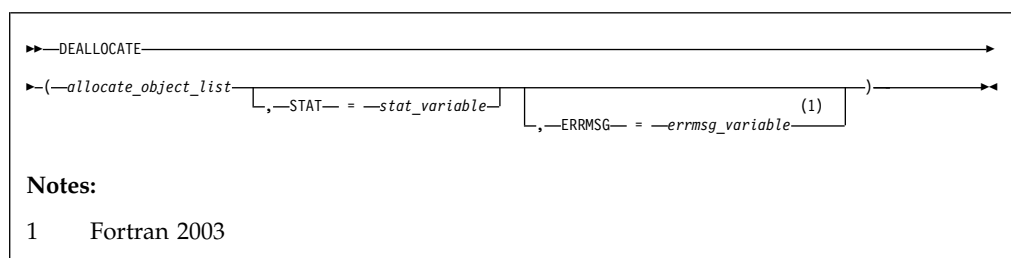 DEALLOCATE
( allocate_object_list , STAT = stat_variable , ERRMSG = errmsg_variable (1) )
Notes:
1 Fortran 2003